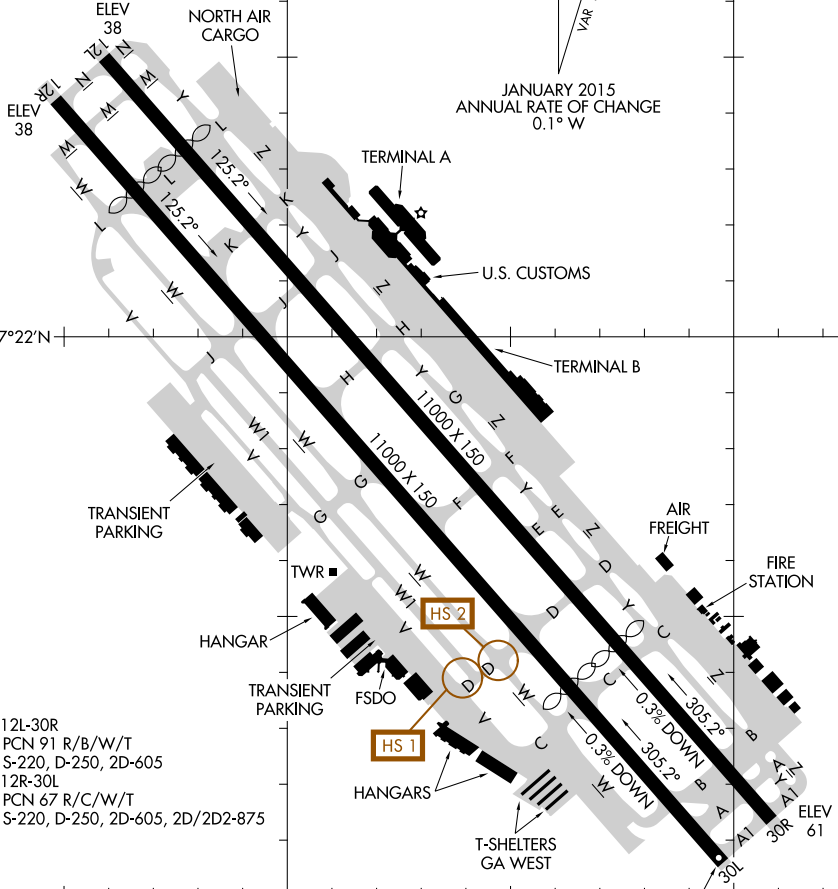 ELEV
38
NORTH AIR
CARGO
VAR
12L
12R
ELEV
38
JANUARY 2015
ANNUAL RATE OF CHANGE
0.1° W
N
N
W
W
W
W
Y
L
Z
L
L
125.2°
125.2°
K
K
Y
J
TERMINAL A
U.S. CUSTOMS
Z
H
J
W
V
7°22'N
J
H
Y
G
Z
F
TERMINAL B
11000 X 150
11000 X 150
W1
W
V
G
G
F
E
Y
E
Z
D
TRANSIENT
PARKING
AIR
FREIGHT
FIRE
STATION
TWR
W
W1
V
HS 2
D
Y
C
HANGAR
TRANSIENT
PARKING
FSDO
D
D
W
V
C
Z
C
HS 1
305.2°
0.3% DOWN
305.2°
0.3% DOWN
B
B
W
A
Z
Y
A1
A
A1
HANGARS
T-SHELTERS
GA WEST
12L-30R
PCN 91 R/B/W/T
S-220, D-250, 2D-605
12R-30L
PCN 67 R/C/W/T
S-220, D-250, 2D-605, 2D/2D2-875
30R
ELEV
61
30L